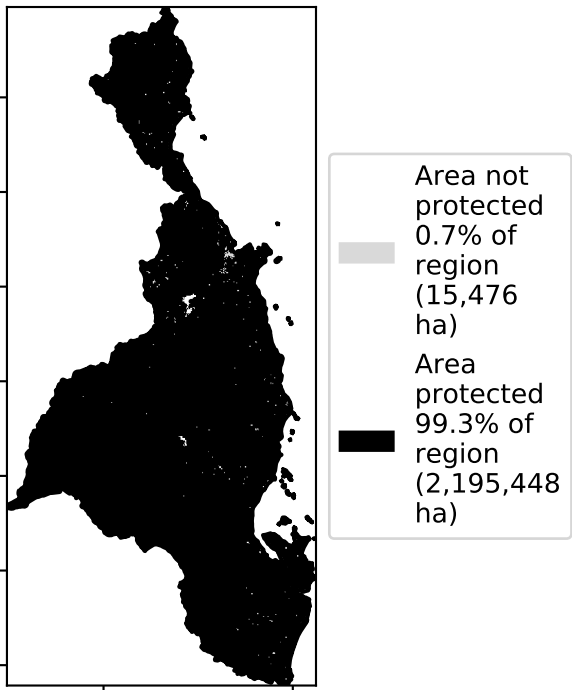 Area not
protected
0.7% of
region
(15,476
ha)
Area
protected
99.3% of
region
(2,195,448
ha)